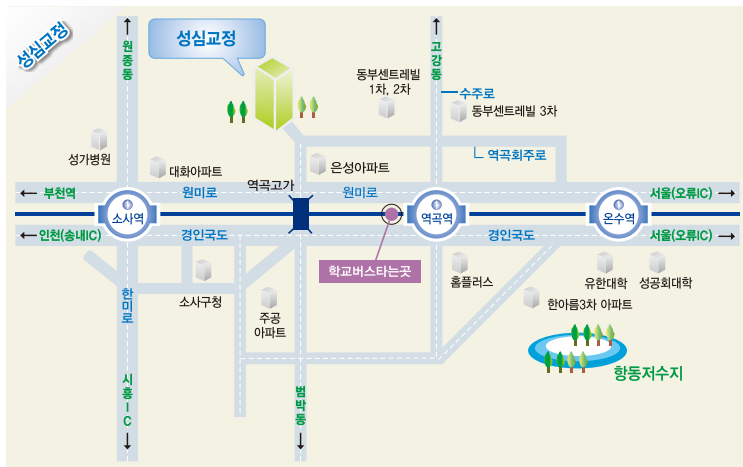 성심교정
성심교정
원종동
고강동
동부센트레빌
1차, 2차
수주로
동부센트레빌 3차
성가병원
대화아파트
은성아파트
역곡회주로
부천역
원미로
역곡고가
원미로
서울(오류IC)
소사역
역곡역
온수역
인천(송내IC)
경인국도
경인국도
서울(오류IC)
학교버스타는곳
한미로
소사구청
홈플러스
유한대학
성공회대학
주공
아파트
한아름3차 아파트
시흥IC
범박동
항동저수지